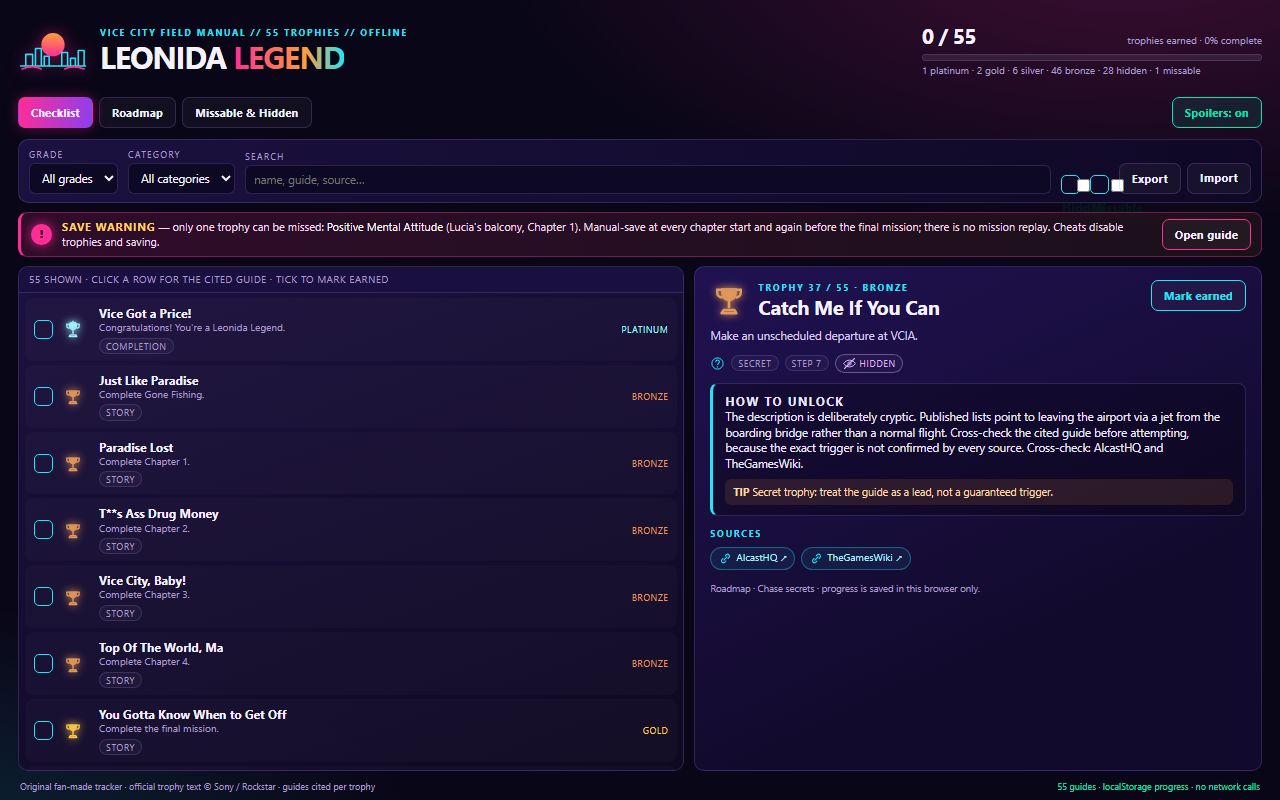 VICE CITY FIELD MANUAL // 55 TROPHIES // OFFLINE
LEONIDA LEGEND
0 / 55
trophies earned · 0% complete
1 platinum · 2 gold · 6 silver · 46 bronze · 28 hidden · 1 missable
Checklist
Roadmap
Missable & Hidden
Spoilers: on
GRADE
All grades
CATEGORY
All categories
SEARCH
name, guide, source...
Export
Import
! SAVE WARNING — only one trophy can be missed: Positive Mental Attitude (Lucia's balcony, Chapter 1). Manual-save at every chapter start and again before the final mission; there is no mission replay. Cheats disable
trophies and saving.
Open guide
55 SHOWN · CLICK A ROW FOR THE CITED GUIDE · TICK TO MARK EARNED
Vice Got a Price!
Congratulations! You're a Leonida Legend.
COMPLETION
PLATINUM
Just Like Paradise
Complete Gone Fishing.
STORY
BRONZE
Paradise Lost
Complete Chapter 1.
STORY
BRONZE
T**s Ass Drug Money
Complete Chapter 2.
STORY
BRONZE
Vice City, Baby!
Complete Chapter 3.
STORY
BRONZE
Top Of The World, Ma
Complete Chapter 4.
STORY
BRONZE
You Gotta Know When to Get Off
Complete the final mission.
STORY
GOLD
TROPHY 37 / 55 · BRONZE
Catch Me If You Can
Mark earned
Make an unscheduled departure at VCIA.
? SECRET STEP 7 HIDDEN
HOW TO UNLOCK
The description is deliberately cryptic. Published lists point to leaving the airport via a jet from the
boarding bridge rather than a normal flight. Cross-check the cited guide before attempting,
because the exact trigger is not confirmed by every source. Cross-check: AlcastHQ and
TheGamesWiki.
TIP Secret trophy: treat the guide as a lead, not a guaranteed trigger.
SOURCES
AlcastHQ ↗ TheGamesWiki ↗
Roadmap · Chase secrets · progress is saved in this browser only.
Original fan-made tracker · official trophy text © Sony / Rockstar · guides cited per trophy
55 guides · localStorage progress · no network calls